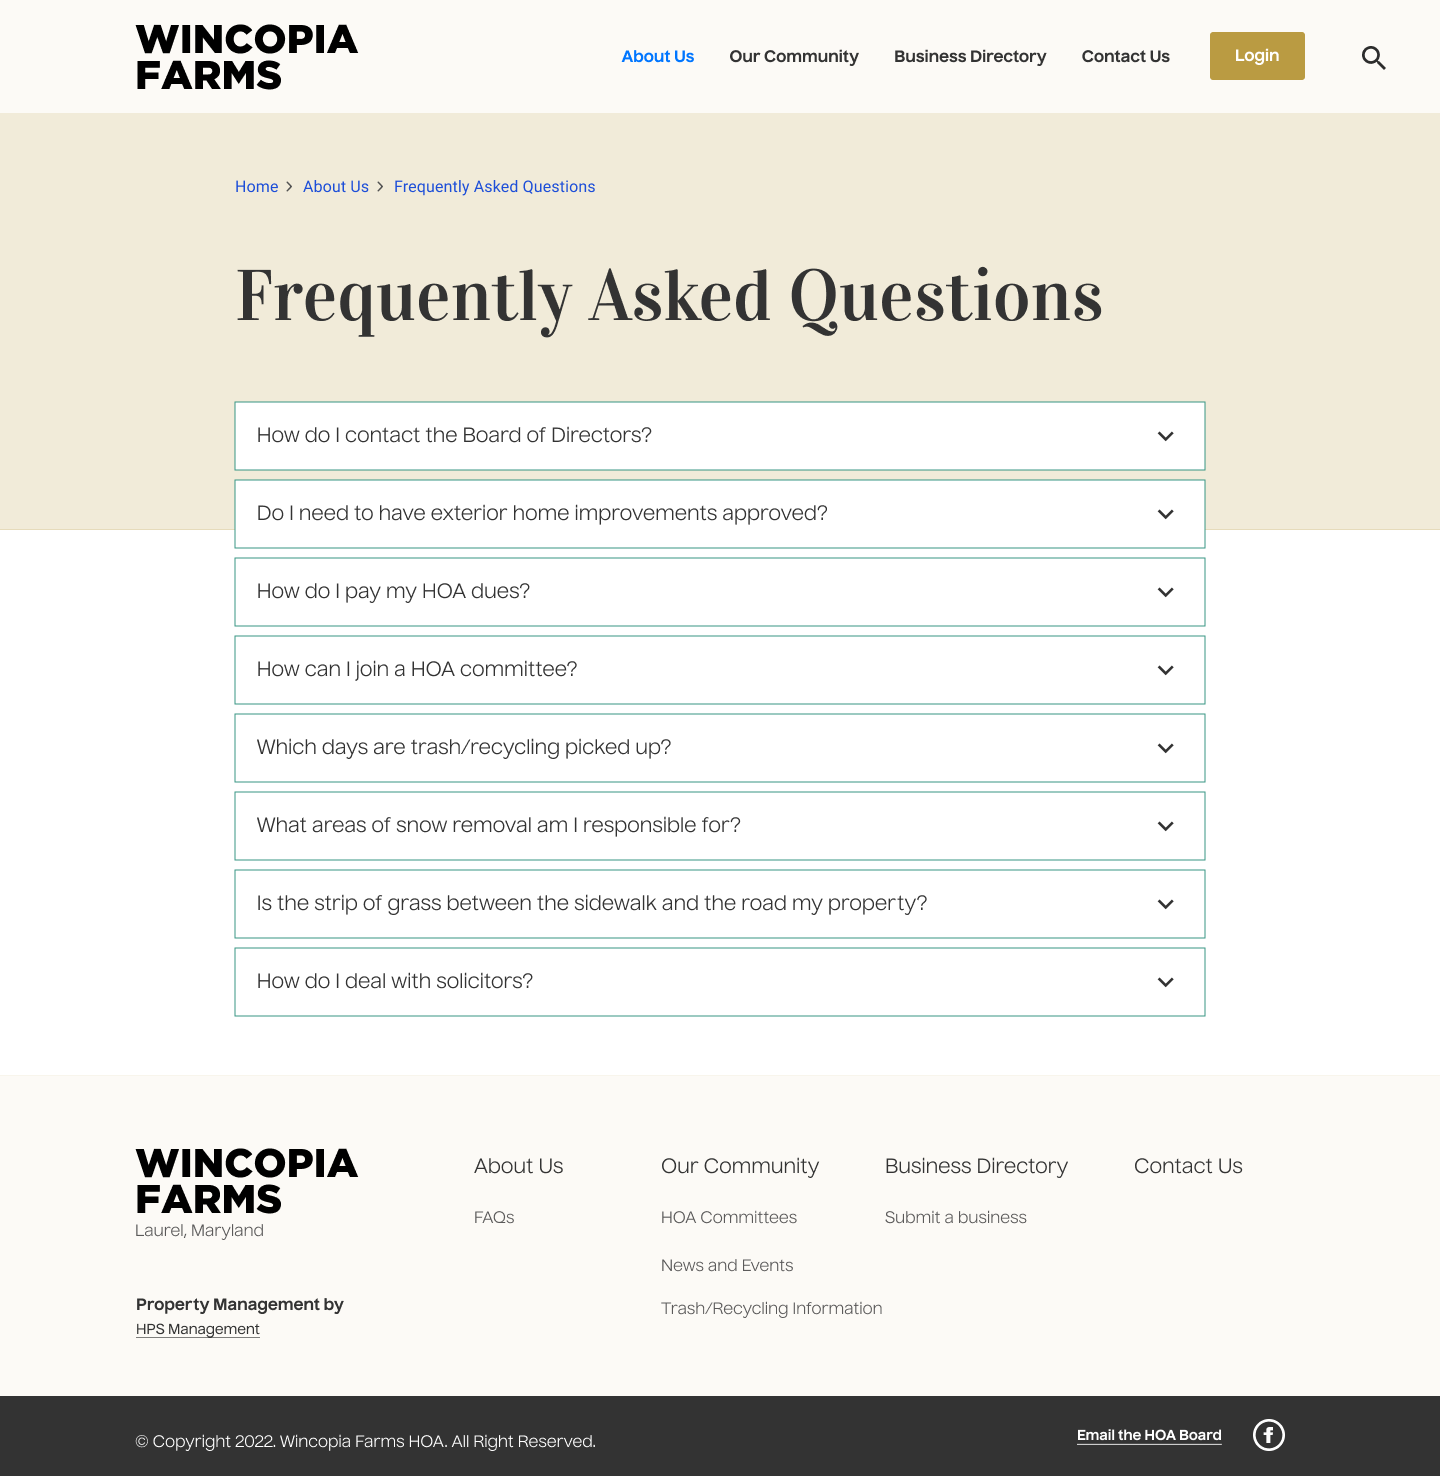 WINCOPIA
FARMS
About Us
Our Community
Business Directory
Contact Us
Login
Home
About Us
Frequently Asked Questions
Frequently Asked Questions
How do I contact the Board of Directors?
Do I need to have exterior home improvements approved?
How do I pay my HOA dues?
How can I join a HOA committee?
Which days are trash/recycling picked up?
What areas of snow removal am I responsible for?
Is the strip of grass between the sidewalk and the road my property?
How do I deal with solicitors?
WINCOPIA
FARMS
Laurel, Maryland
Property Management by
HPS Management
About Us
FAQs
Our Community
HOA Committees
News and Events
Trash/Recycling Information
Business Directory
Submit a business
Contact Us
© Copyright 2022. Wincopia Farms HOA. All Right Reserved.
Email the HOA Board